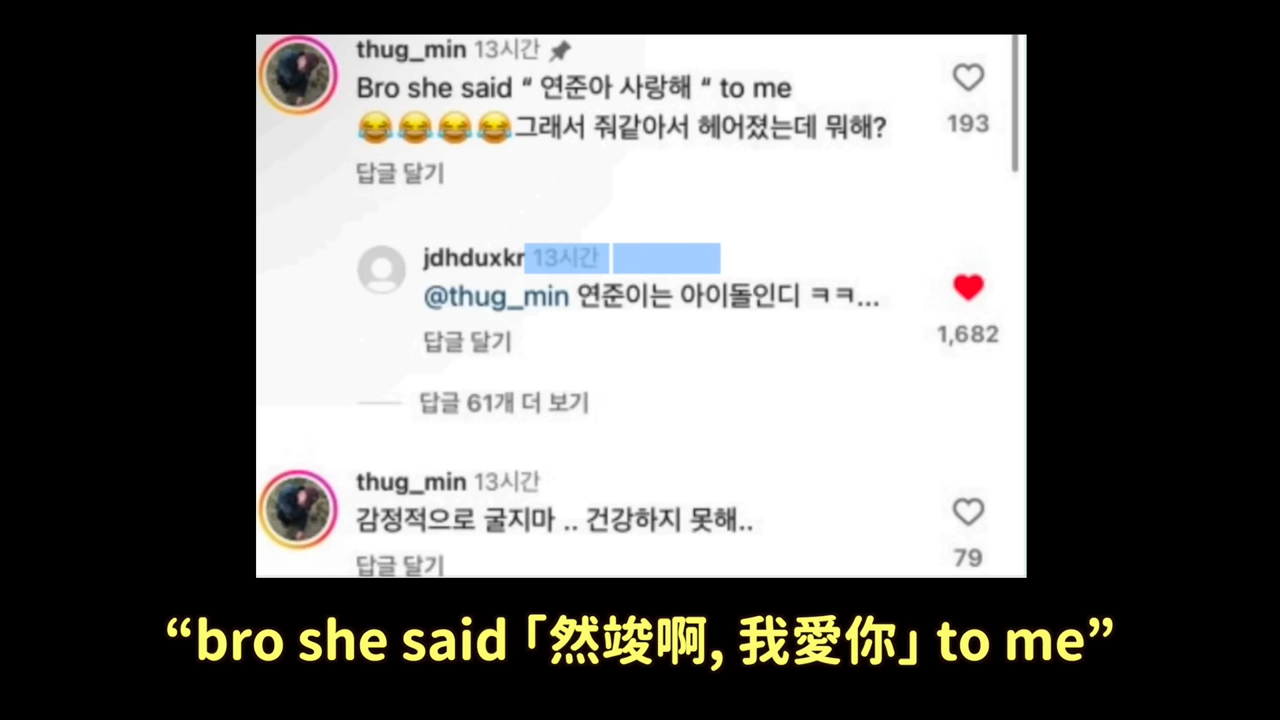 thug_min 13시간
Bro she said “ 연준아 사랑해 “ to me
😂😂😂😂그래서 줘같아서 헤어졌는데 뭐해?
193
답글 달기
jdhduxkr 13시간
@thug_min 연준이는 아이돌인디 ㅋㅋ...
1,682
답글 달기
답글 61개 더 보기
thug_min 13시간
감정적으로 굴지마 .. 건강하지 못해..
79
답글 달기
“bro she said「然竣啊, 我愛你」to me”